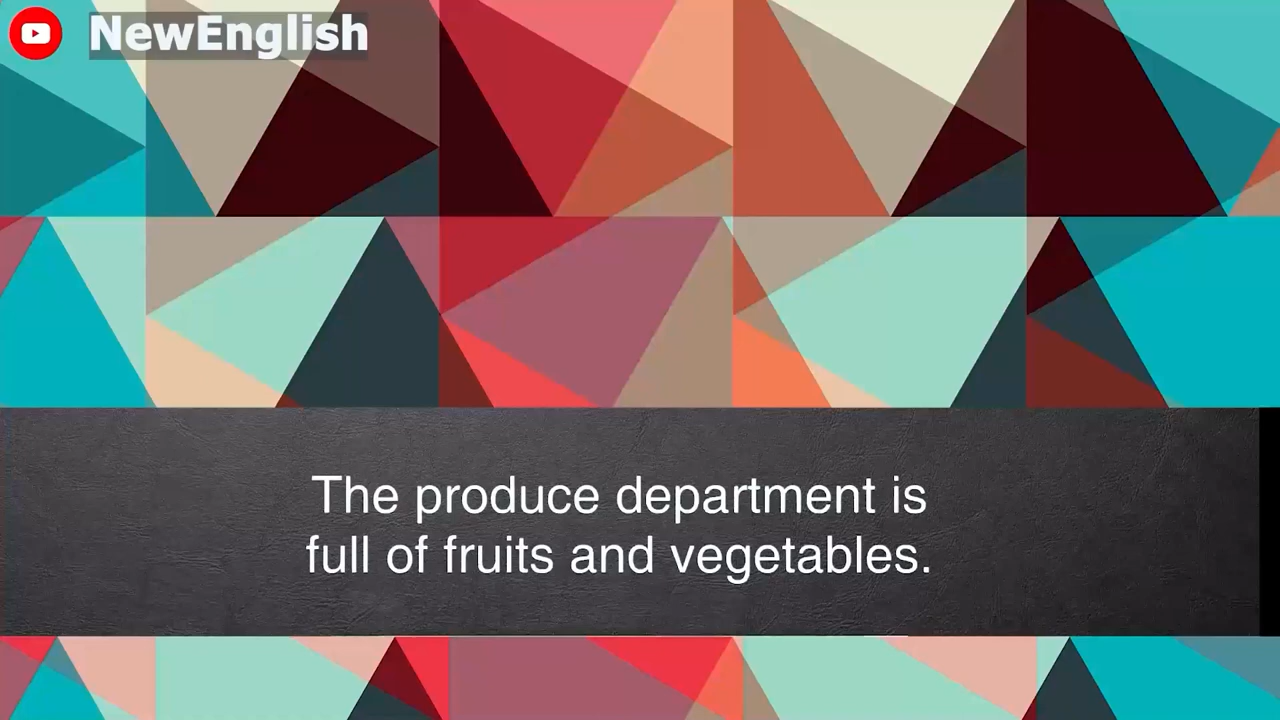 NewEnglish
The produce department is
full of fruits and vegetables.